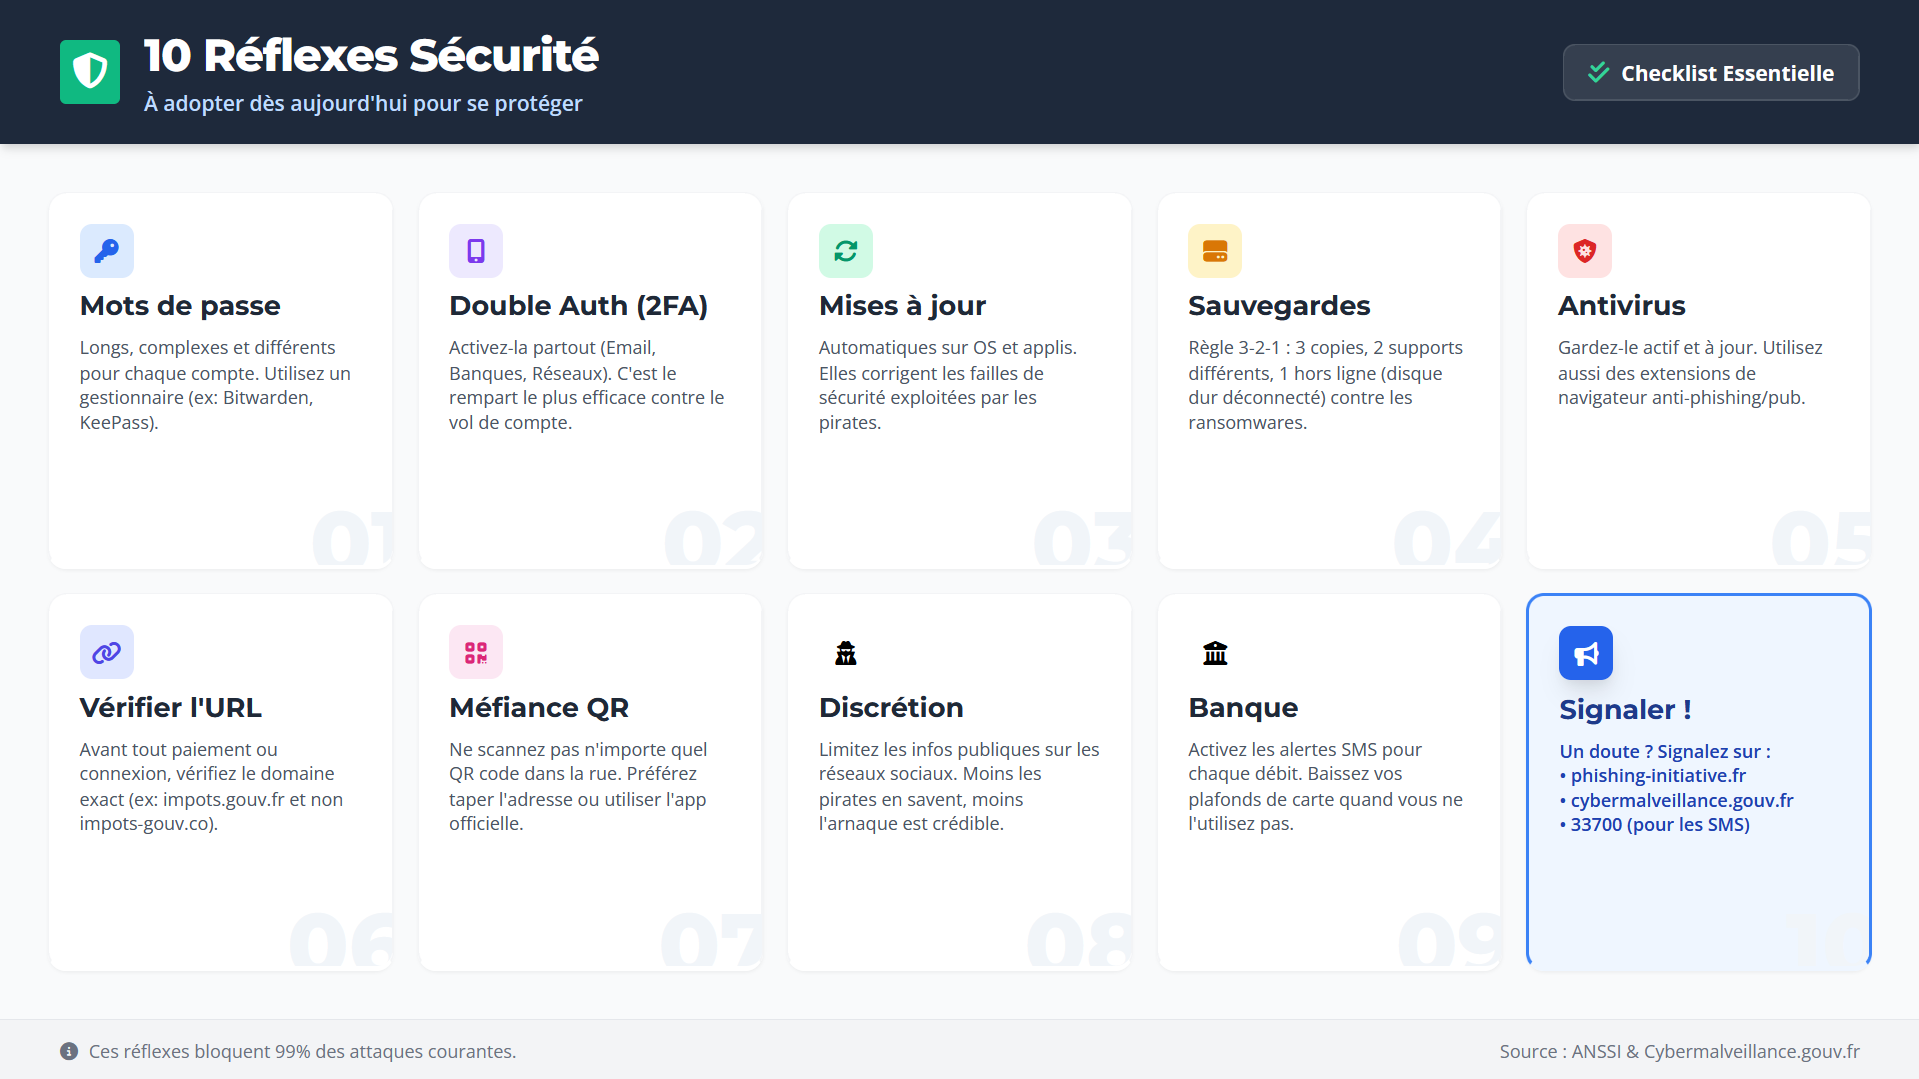 10 Réflexes Sécurité
À adopter dès aujourd'hui pour se protéger
Checklist Essentielle
Mots de passe
Longs, complexes et différents
pour chaque compte. Utilisez un
gestionnaire (ex: Bitwarden,
KeePass).
01
Double Auth (2FA)
Activez-la partout (Email,
Banques, Réseaux). C'est le
rempart le plus efficace contre le
vol de compte.
02
Mises à jour
Automatiques sur OS et applis.
Elles corrigent les failles de
sécurité exploitées par les
pirates.
03
Sauvegardes
Règle 3-2-1 : 3 copies, 2 supports
différents, 1 hors ligne (disque
dur déconnecté) contre les
ransomwares.
04
Antivirus
Gardez-le actif et à jour. Utilisez
aussi des extensions de
navigateur anti-phishing/pub.
05
Vérifier l'URL
Avant tout paiement ou
connexion, vérifiez le domaine
exact (ex: impots.gouv.fr et non
impots-gouv.co).
06
Méfiance QR
Ne scannez pas n'importe quel
QR code dans la rue. Préférez
taper l'adresse ou utiliser l'app
officielle.
07
Discrétion
Limitez les infos publiques sur les
réseaux sociaux. Moins les
pirates en savent, moins
l'arnaque est crédible.
08
Banque
Activez les alertes SMS pour
chaque débit. Baissez vos
plafonds de carte quand vous ne
l'utilisez pas.
09
Signaler !
Un doute ? Signalez sur :
• phishing-initiative.fr
• cybermalveillance.gouv.fr
• 33700 (pour les SMS)
10
Ces réflexes bloquent 99% des attaques courantes.
Source : ANSSI & Cybermalveillance.gouv.fr